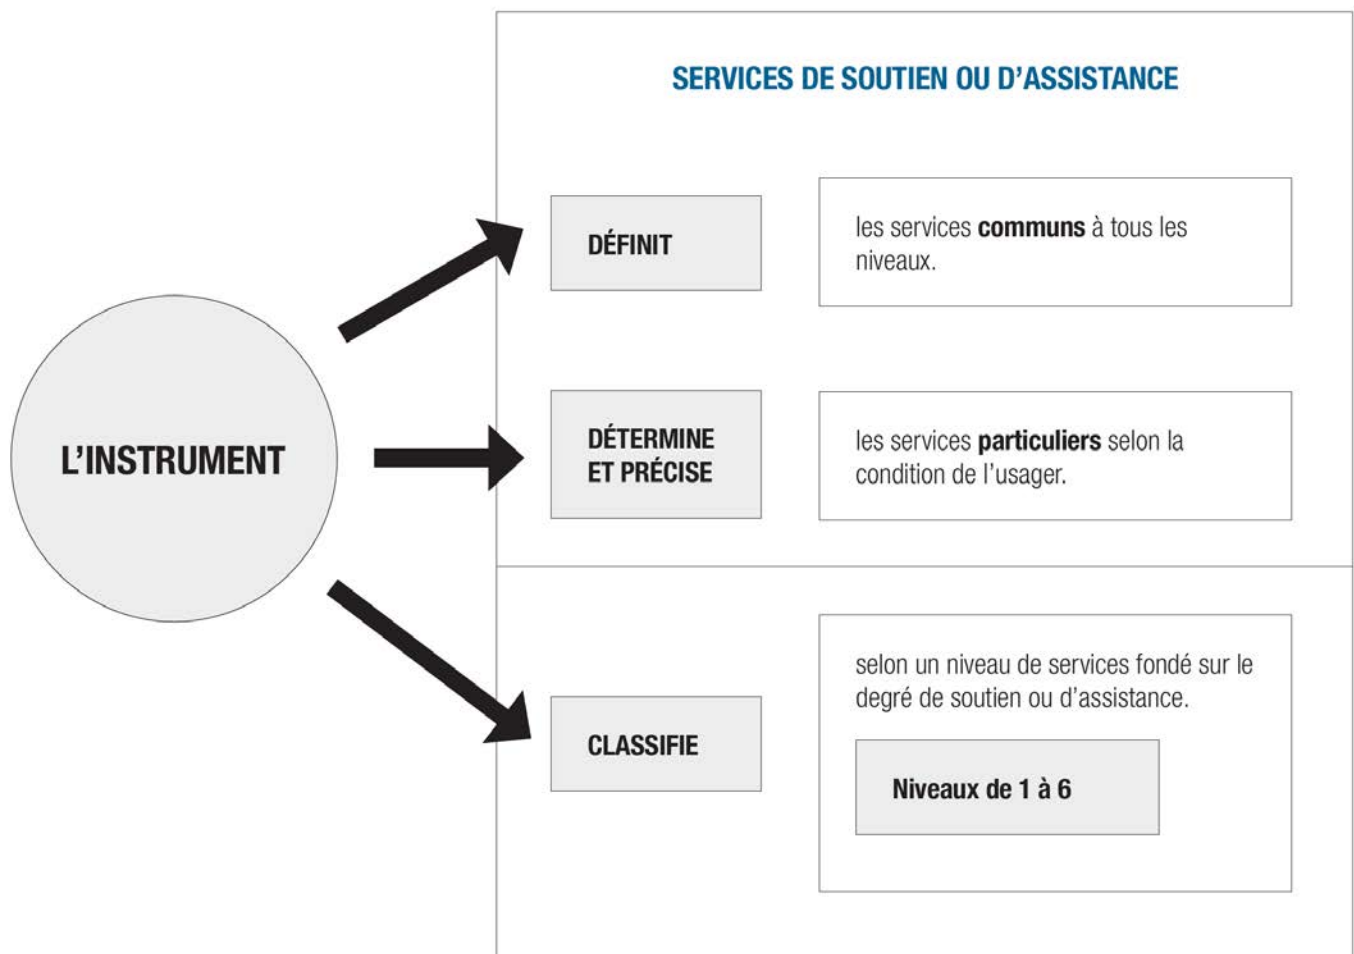 SERVICES DE SOUTIEN OU D'ASSISTANCE
L'INSTRUMENT
DÉFINIT
les services communs à tous les
niveaux.
DÉTERMINE
ET PRÉCISE
les services particuliers selon la
condition de l'usager.
CLASSIFIE
selon un niveau de services fondé sur le
degré de soutien ou d'assistance.
Niveaux de 1 à 6